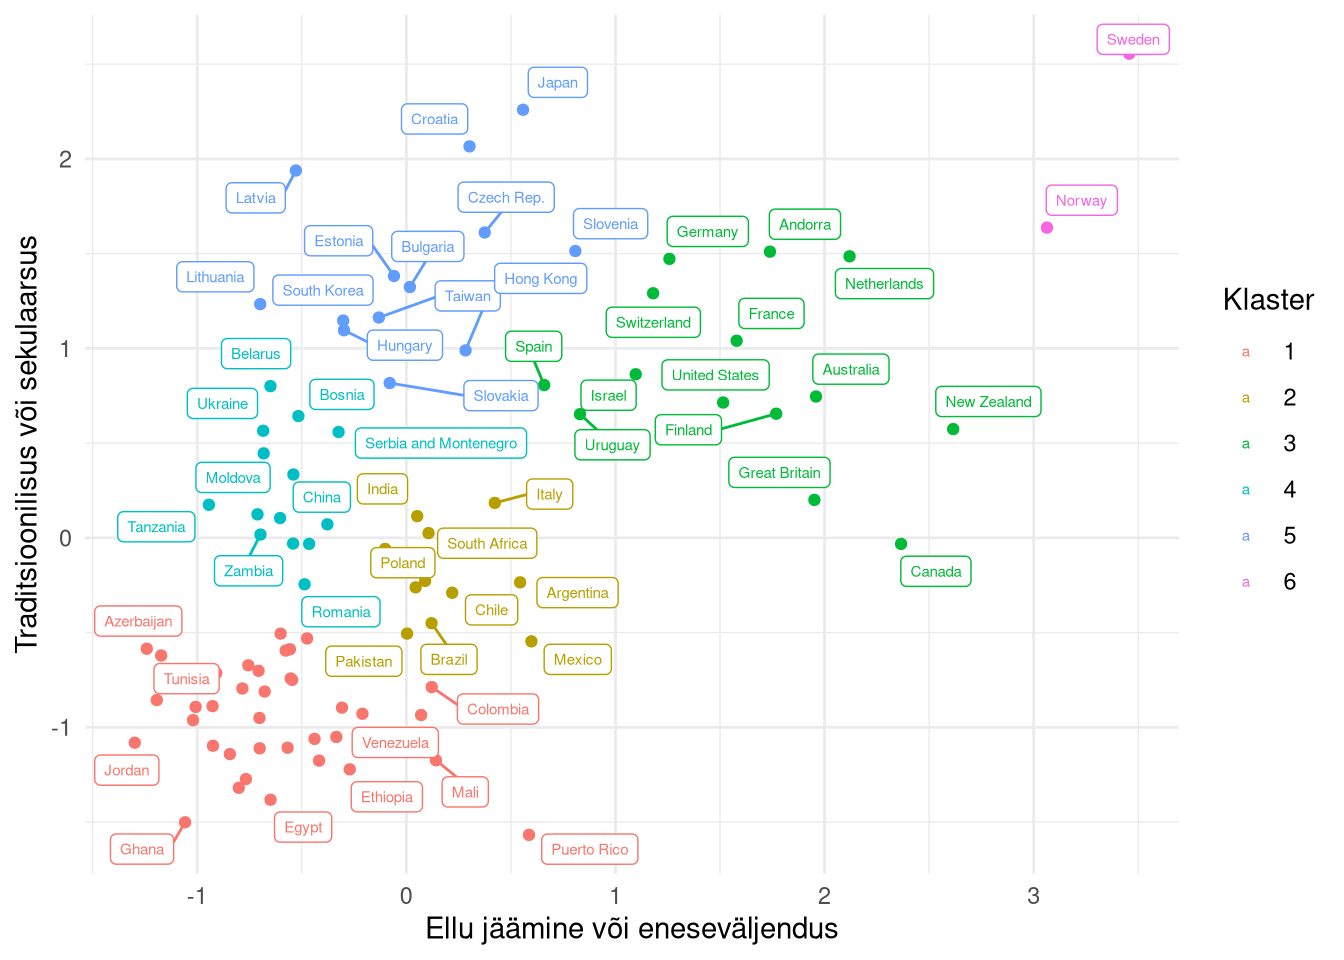 Sweden
Japan
Croatia
Latvia
Czech Rep.
Norway
Estonia
Bulgaria
Slovenia
Germany
Andorra
Lithuania
South Korea
Taiwan
Hong Kong
Netherlands
Switzerland
France
Hungary
Spain
Belarus
Bosnia
Slovakia
Israel
United States
Australia
Ukraine
New Zealand
Serbia and Montenegro
Uruguay
Finland
Moldova
India
Italy
Great Britain
China
Tanzania
South Africa
Zambia
Poland
Canada
Argentina
Romania
Chile
Azerbaijan
Pakistan
Brazil
Mexico
Tunisia
Colombia
Venezuela
Jordan
Ethiopia
Mali
Egypt
Ghana
Puerto Rico
2
1
0
-1
-1
0
1
2
3
Ellu jäämine või eneseväljendus
Traditsioonilisus või sekulaarsus
Klaster
a 1
a 2
a 3
a 4
a 5
a 6